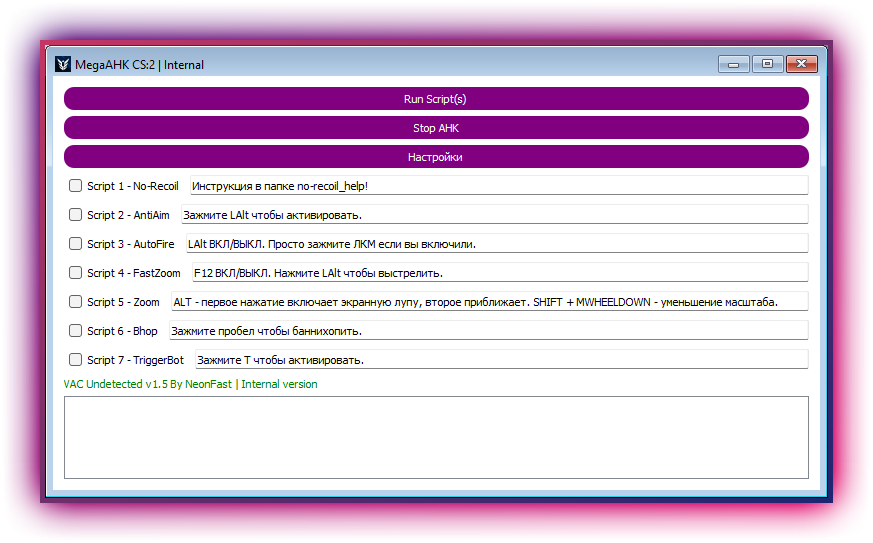 MegaAHK CS:2 | Internal
Run Script(s)
Stop AHK
Настройки
Script 1 - No-Recoil Инструкция в папке no-recoil_help!
Script 2 - AntiAim Зажмите LAlt чтобы активировать.
Script 3 - AutoFire LAlt ВКЛ/ВЫКЛ. Просто зажмите ЛКМ если вы включили.
Script 4 - FastZoom F12 ВКЛ/ВЫКЛ. Нажмите LAlt чтобы выстрелить.
Script 5 - Zoom ALT - первое нажатие включает экранную лупу, второе приближает. SHIFT + MWHEELDOWN - уменьшение масштаба.
Script 6 - Bhop Зажмите пробел чтобы баннихопить.
Script 7 - TriggerBot Зажмите T чтобы активировать.
VAC Undetected v1.5 By NeonFast | Internal version